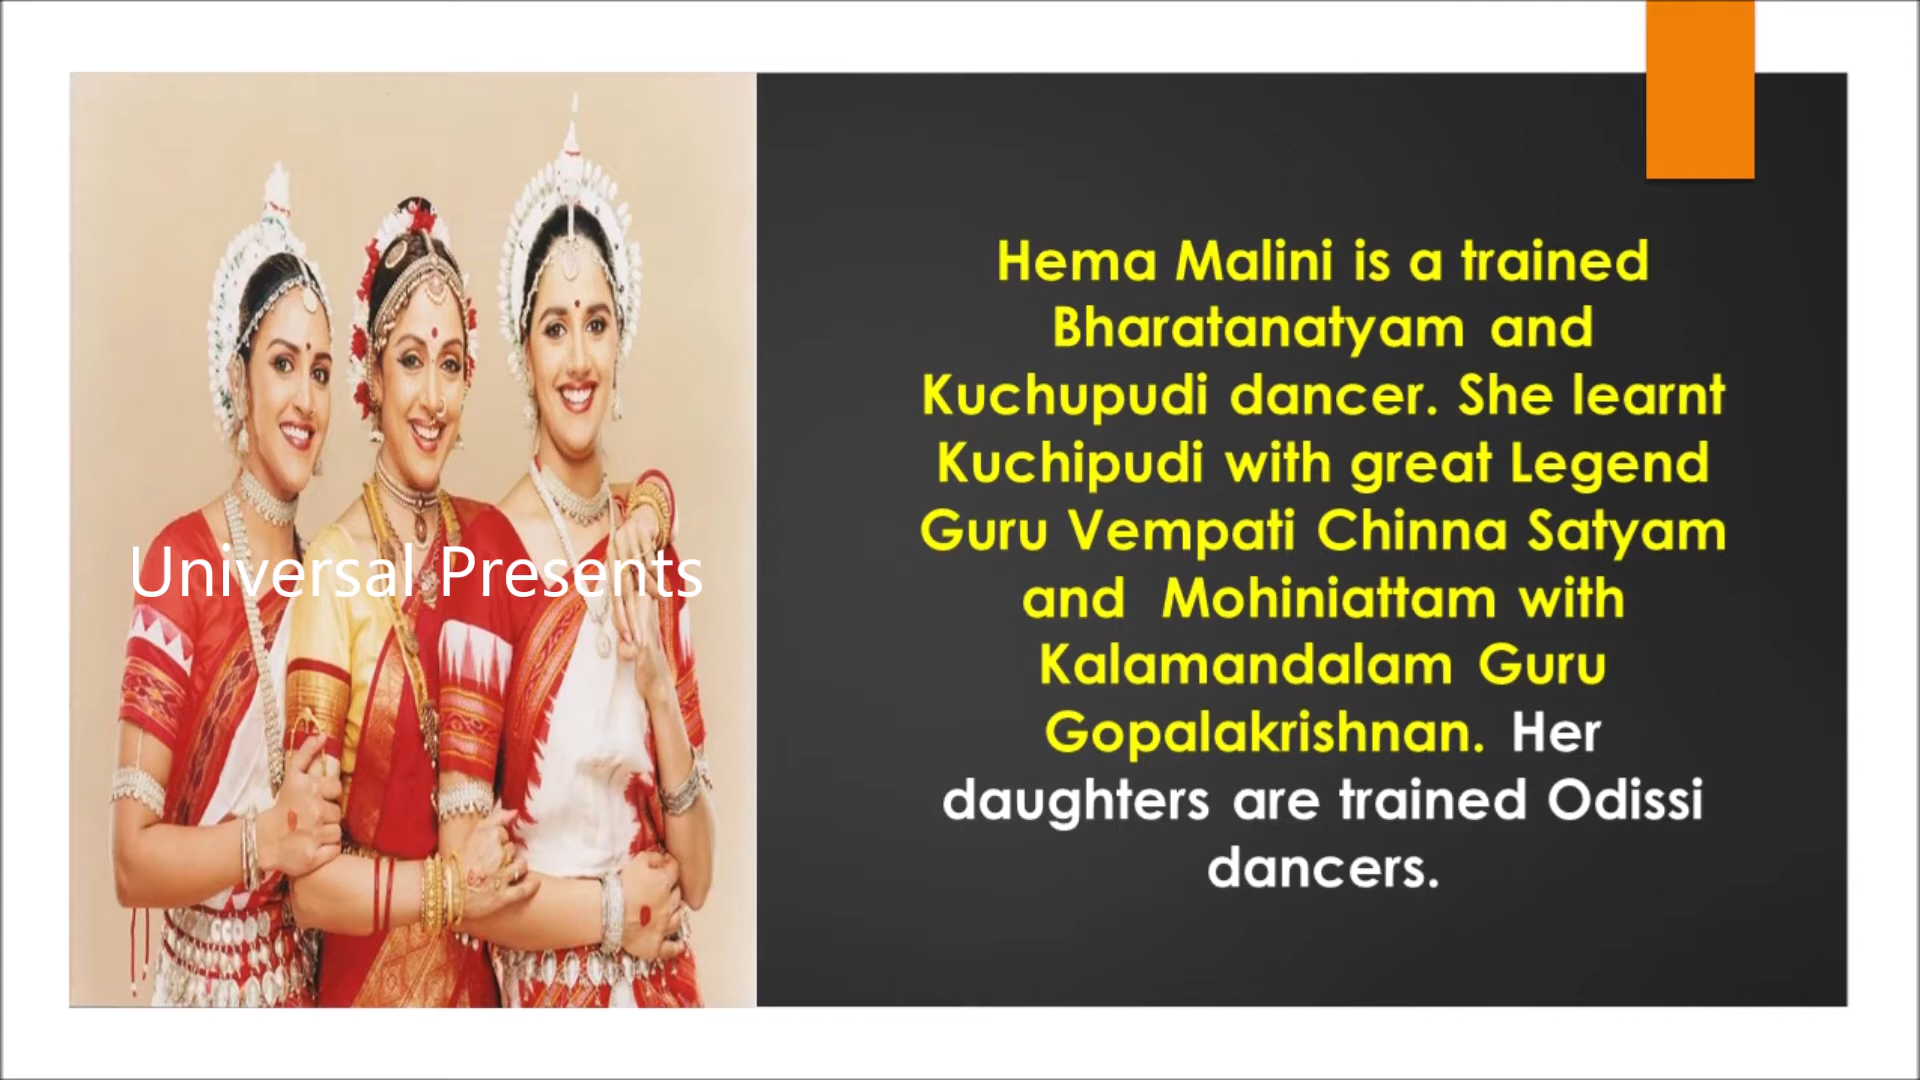 Universal Presents
Hema Malini is a trained
Bharatanatyam and
Kuchupudi dancer. She learnt
Kuchipudi with great Legend
Guru Vempati Chinna Satyam
and Mohiniattam with
Kalamandalam Guru
Gopalakrishnan. Her
daughters are trained Odissi
dancers.